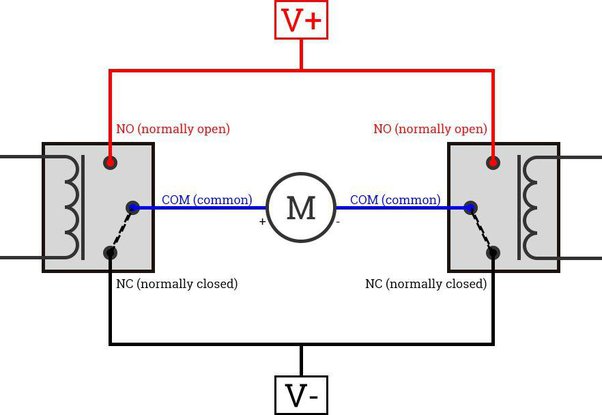 V+
NO (normally open)
NO (normally open)
COM (common)
COM (common)
M
+
-
NC (normally closed)
NC (normally closed)
V-